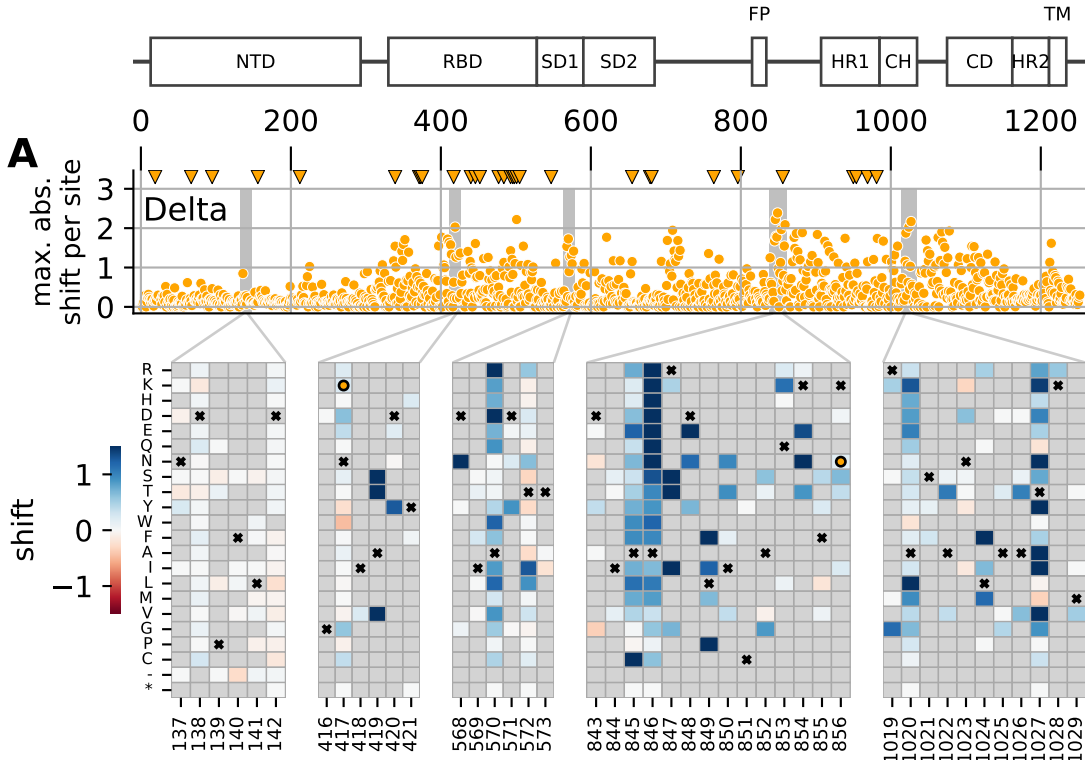 FP TM
NTD RBD SD1 SD2 HR1 CH CD HR2
0 200 400 600 800 1000 1200
A
max. abs.
shift per site
3
2
1
0
Delta
R
K
H
D
E
Q
N
S
T
Y
W
F
A
I
L
M
V
G
P
C
-
*
shift
1
0
−1
137 138 139 140 141 142
416 417 418 419 420 421
568 569 570 571 572 573
843 844 845 846 847 848 849 850 851 852 853 854 855 856
1019 1020 1021 1022 1023 1024 1025 1026 1027 1028 1029